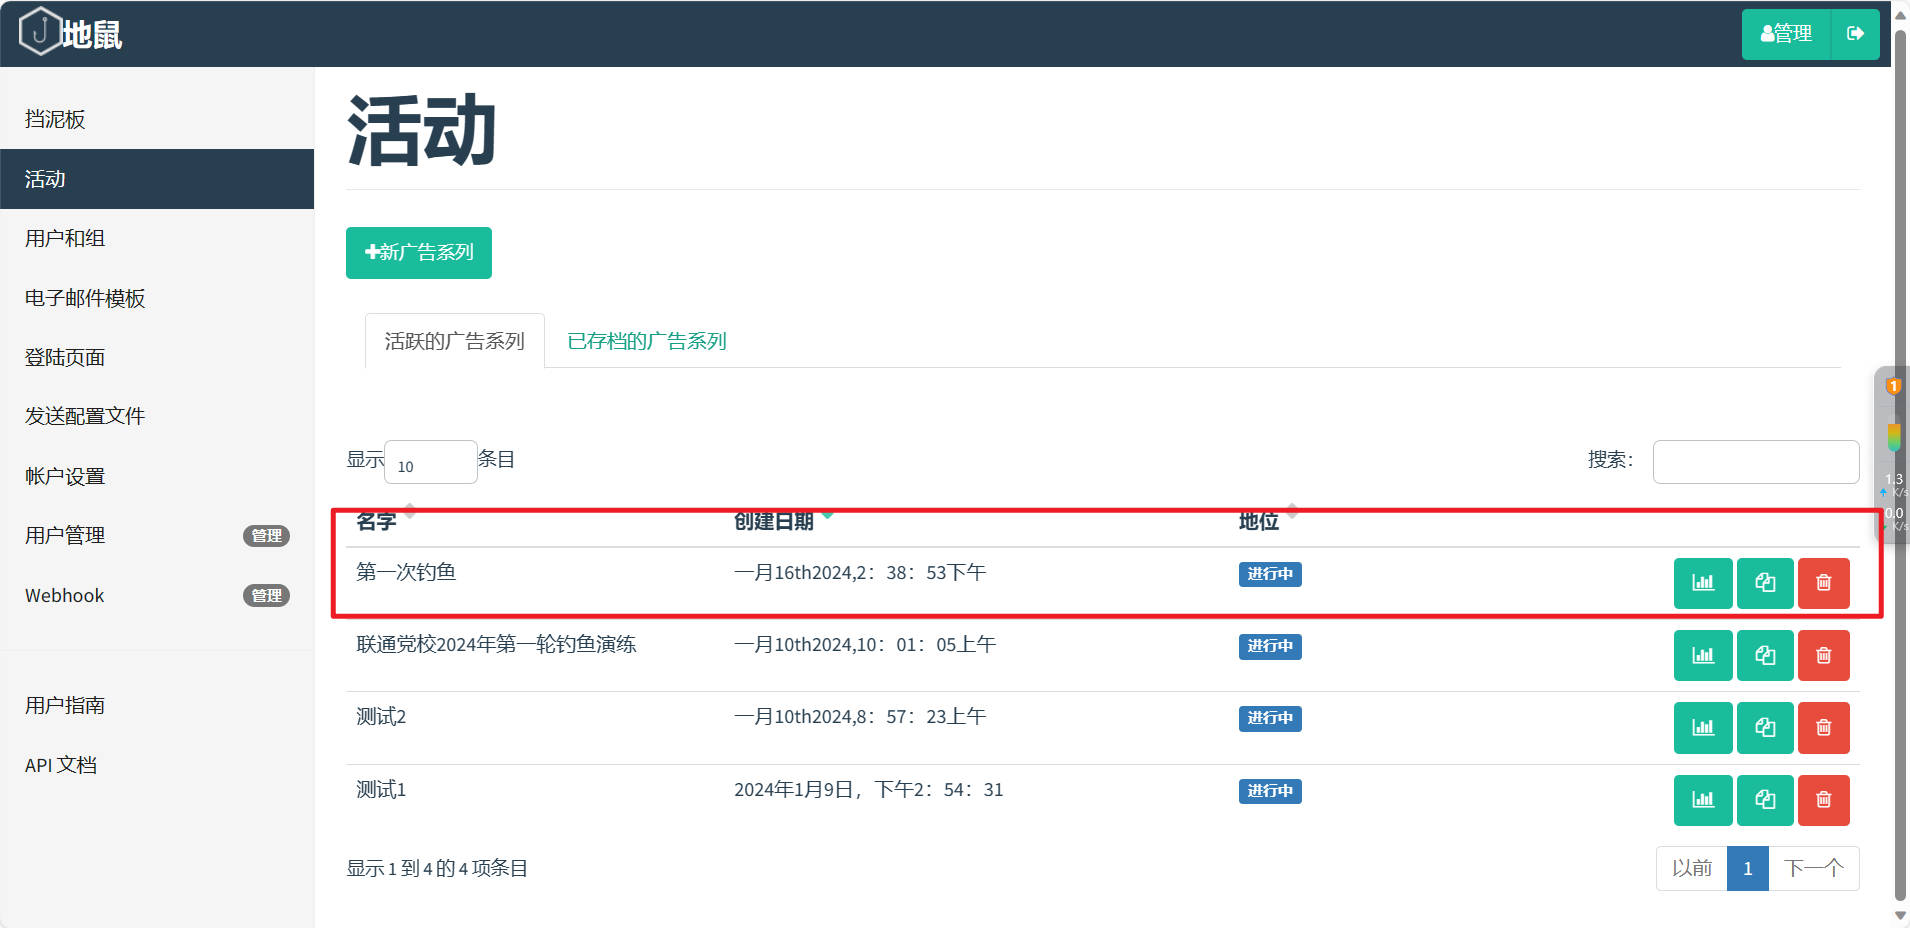 地鼠
管理
挡泥板
活动
用户和组
电子邮件模板
登陆页面
发送配置文件
帐户设置
用户管理 管理
Webhook 管理
用户指南
API 文档
活动
新广告系列
活跃的广告系列 已存档的广告系列
显示 10 条目 搜索：
名字 创建日期 地位
第一次钓鱼 一月16th2024,2：38：53下午 进行中
联通党校2024年第一轮钓鱼演练 一月10th2024,10：01：05上午 进行中
测试2 一月10th2024,8：57：23上午 进行中
测试1 2024年1月9日，下午2：54：31 进行中
显示 1 到 4 的 4 项条目
以前 1 下一个
1
1.3
K/s
0.0
K/s